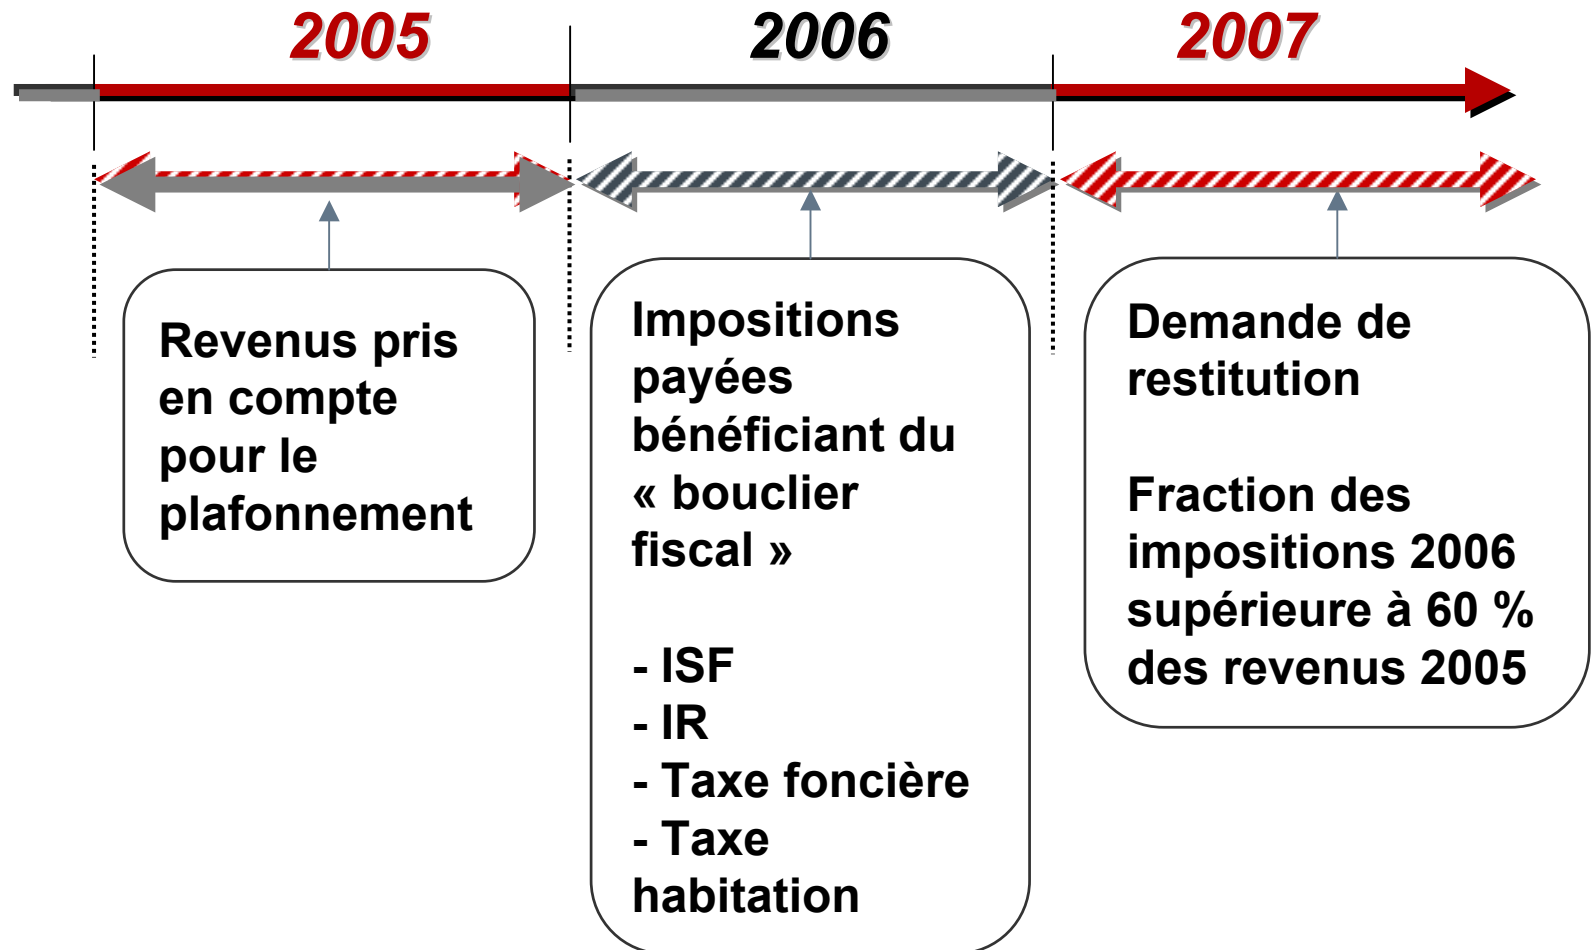 2005
2006
2007
Revenus pris
en compte
pour le
plafonnement
Impositions
payées
bénéficiant du
« bouclier
fiscal »
- ISF
- IR
- Taxe foncière
- Taxe
habitation
Demande de
restitution
Fraction des
impositions 2006
supérieure à 60 %
des revenus 2005